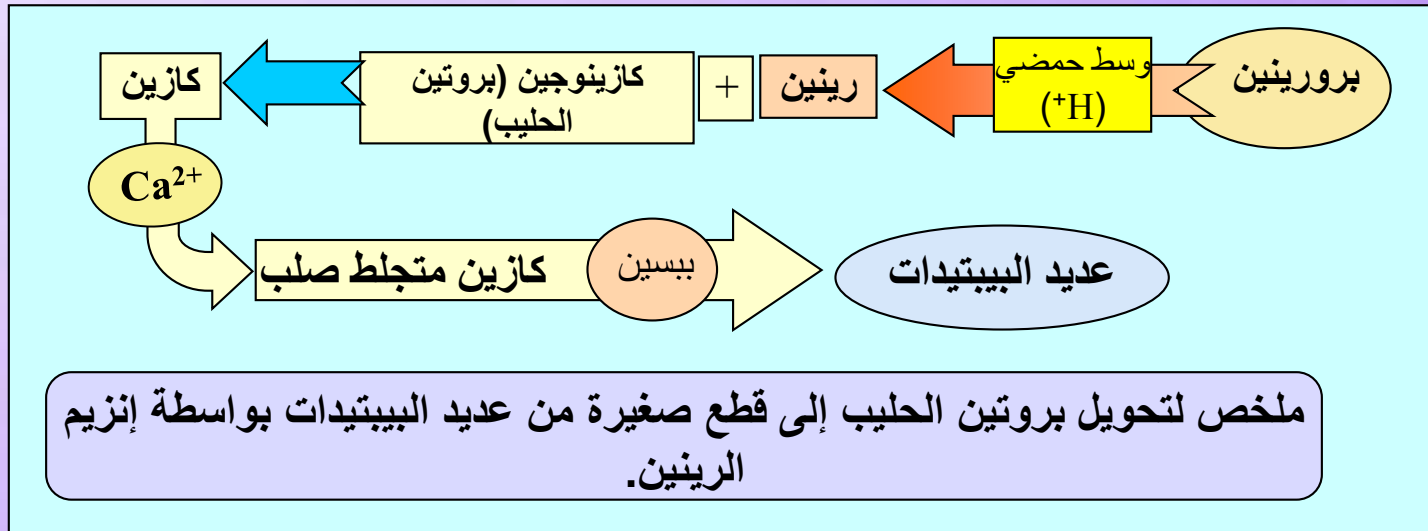 برورينين
وسط حمضي
(H⁺)
رينين
+
كازينوجين (بروتين
الحليب)
كازين
Ca²⁺
كازين متجلط صلب
ببسين
عديد البيبتيدات
ملخص لتحويل بروتين الحليب إلى قطع صغيرة من عديد البيبتيدات بواسطة إنزيم
الرينين.